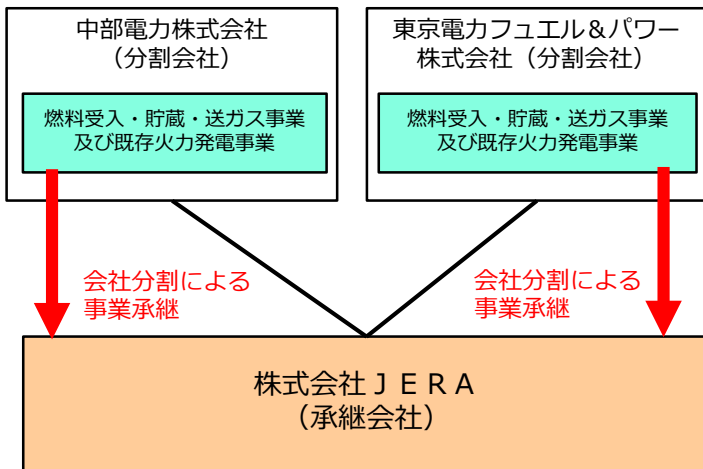 中部電力株式会社
（分割会社）
東京電力フュエル＆パワー
株式会社（分割会社）
燃料受入・貯蔵・送ガス事業
及び既存火力発電事業
燃料受入・貯蔵・送ガス事業
及び既存火力発電事業
会社分割による
事業承継
会社分割による
事業承継
株式会社ＪＥＲＡ
（承継会社）